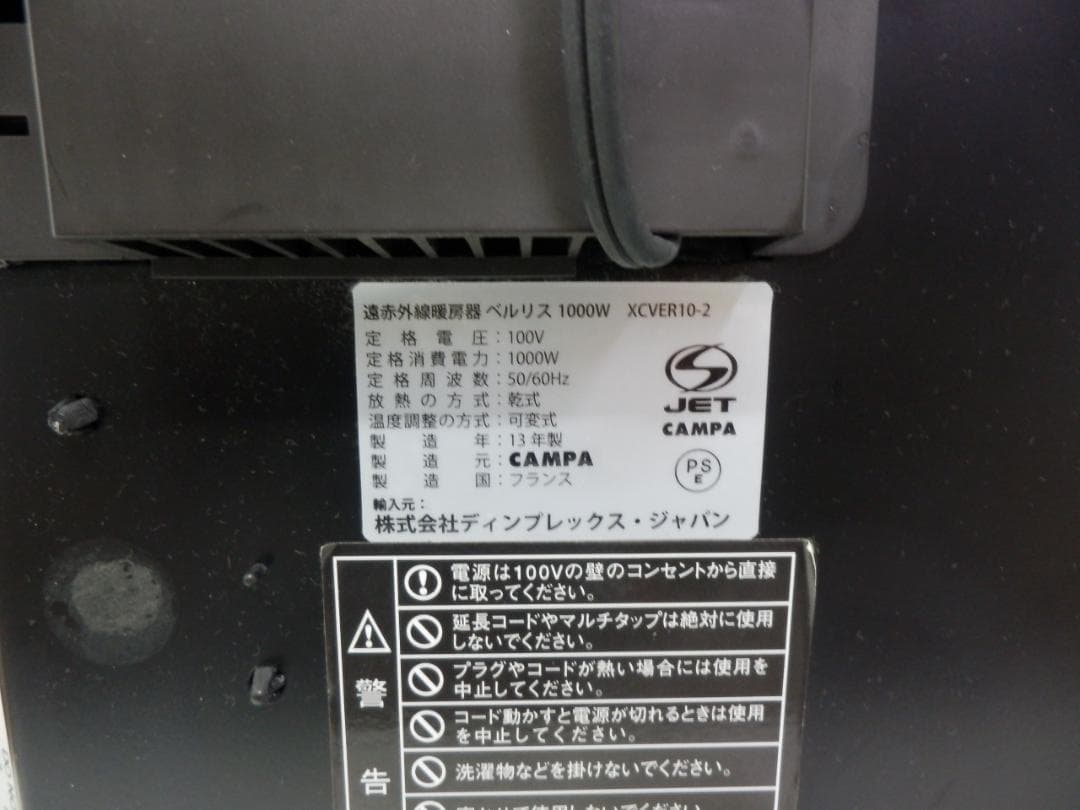 遠赤外線暖房器 ベルリス 1000W XCVER10-2
定格電圧：100V
定格消費電力：1000W
定格周波数：50/60Hz
放熱の方式：乾式
温度調整の方式：可変式
製造年：13年製
製造元：CAMPA
製造国：フランス
輸入元：
株式会社ディンプレックス・ジャパン
JET
CAMPA
PS
E
警告
電源は100Vの壁のコンセントから直接
に取ってください。
延長コードやマルチタップは絶対に使用
しないでください。
プラグやコードが熱い場合には使用を
中止してください。
コード動かすと電源が切れるときは使用
を中止してください。
洗濯物などを掛けないでください。